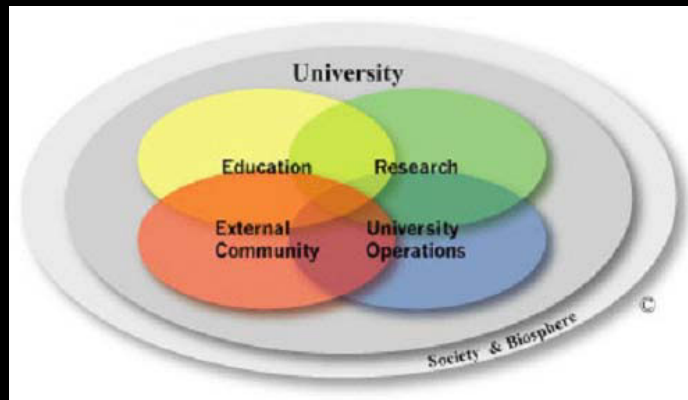 University
Education
Research
External
Community
University
Operations
©
Society & Biosphere